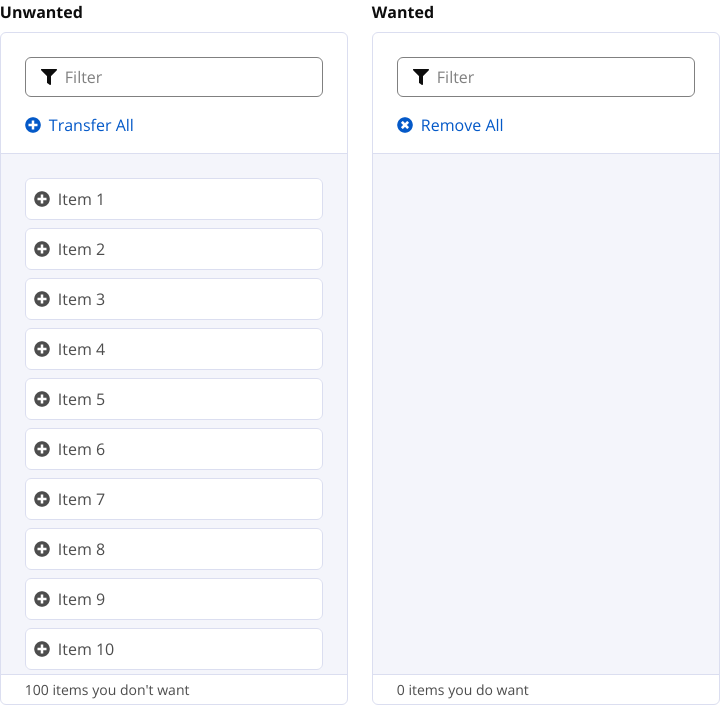 Unwanted
Filter
Transfer All
Item 1
Item 2
Item 3
Item 4
Item 5
Item 6
Item 7
Item 8
Item 9
Item 10
100 items you don't want
Wanted
Filter
Remove All
0 items you do want